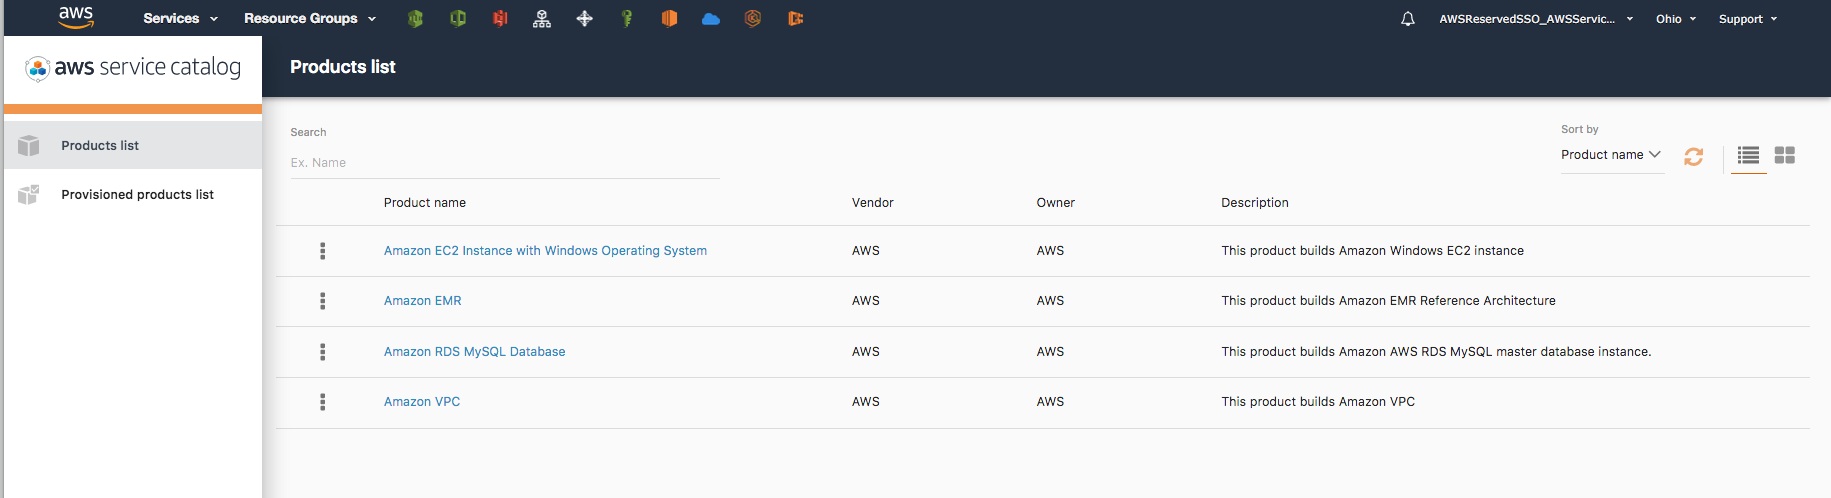 aws Services Resource Groups AWSReservedSSO_AWSServic... Ohio Support
aws service catalog
Products list
Products list
Provisioned products list
Search
Ex. Name
Sort by
Product name
Product name Vendor Owner Description
Amazon EC2 Instance with Windows Operating System AWS AWS This product builds Amazon Windows EC2 instance
Amazon EMR AWS AWS This product builds Amazon EMR Reference Architecture
Amazon RDS MySQL Database AWS AWS This product builds Amazon AWS RDS MySQL master database instance.
Amazon VPC AWS AWS This product builds Amazon VPC